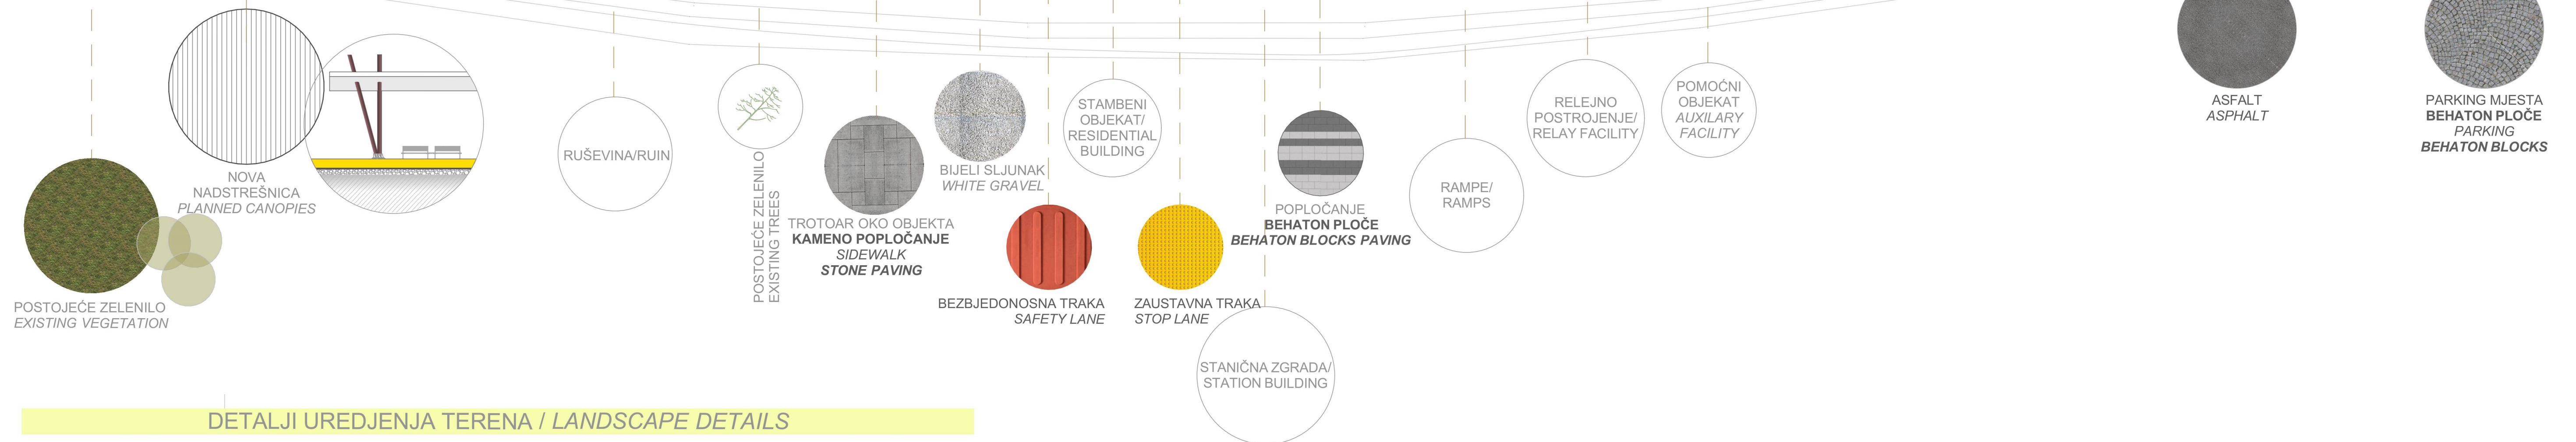 POSTOJEĆE ZELENILO
EXISTING VEGETATION
NOVA
NADSTREŠNICA
PLANNED CANOPIES
RUŠEVINA/RUIN
POSTOJEĆE ZELENILO
EXISTING TREES
TROTOAR OKO OBJEKTA
KAMENO POPLOČANJE
SIDEWALK
STONE PAVING
BIJELI SLJUNAK
WHITE GRAVEL
BEZBJEDONOSNA TRAKA
SAFETY LANE
STAMBENI
OBJEKAT/
RESIDENTIAL
BUILDING
ZAUSTAVNA TRAKA
STOP LANE
STANIČNA ZGRADA/
STATION BUILDING
POPLOČANJE
BEHATON PLOČE
BEHATON BLOCKS PAVING
RAMPE/
RAMPS
RELEJNO
POSTROJENJE/
RELAY FACILITY
POMOĆNI
OBJEKAT
AUXILARY
FACILITY
ASFALT
ASPHALT
PARKING MJESTA
BEHATON PLOČE
PARKING
BEHATON BLOCKS
DETALJI UREDJENJA TERENA / LANDSCAPE DETAILS